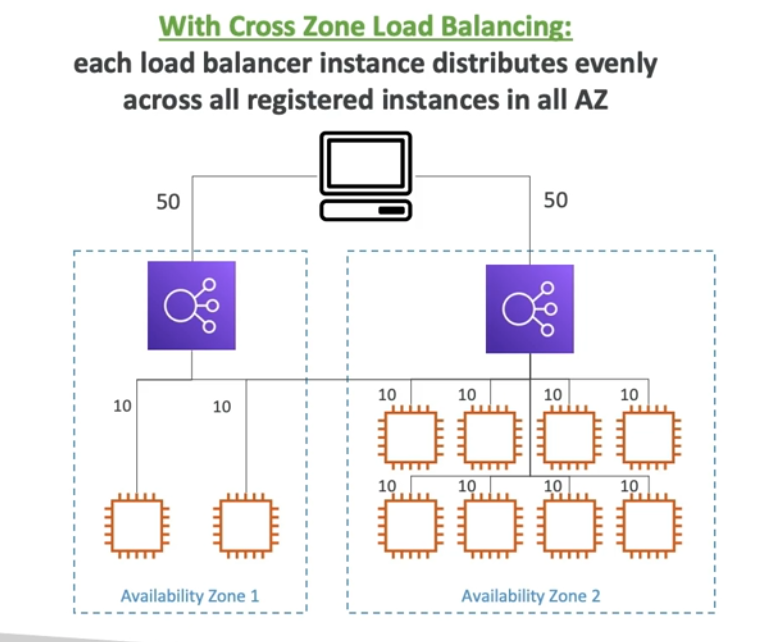 With Cross Zone Load Balancing:
each load balancer instance distributes evenly
across all registered instances in all AZ
50
50
10
10
10
10
10
10
10
10
10
10
Availability Zone 1
Availability Zone 2